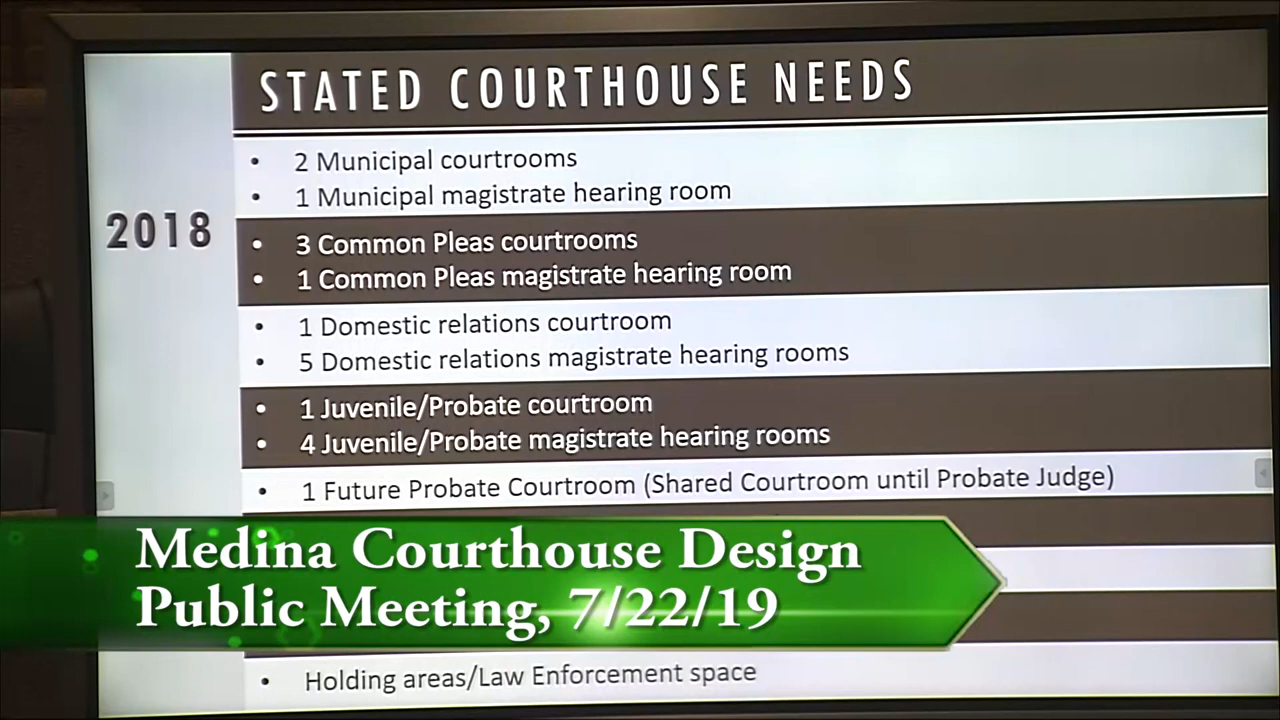 STATED COURTHOUSE NEEDS
2018
• 2 Municipal courtrooms
• 1 Municipal magistrate hearing room
• 3 Common Pleas courtrooms
• 1 Common Pleas magistrate hearing room
• 1 Domestic relations courtroom
• 5 Domestic relations magistrate hearing rooms
• 1 Juvenile/Probate courtroom
• 4 Juvenile/Probate magistrate hearing rooms
• 1 Future Probate Courtroom (Shared Courtroom until Probate Judge)
Medina Courthouse Design
Public Meeting, 7/22/19
• Holding areas/Law Enforcement space